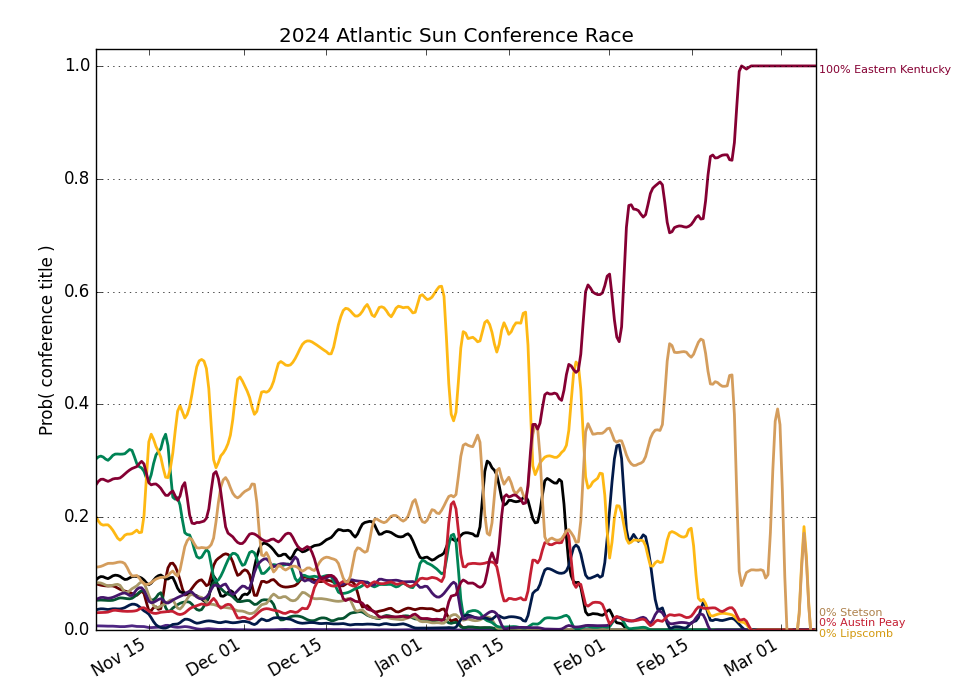 2024 Atlantic Sun Conference Race
1.0
0.8
0.6
0.4
0.2
0.0
Prob( conference title )
Nov 15
Dec 01
Dec 15
Jan 01
Jan 15
Feb 01
Feb 15
Mar 01
100% Eastern Kentucky
0% Stetson
0% Austin Peay
0% Lipscomb